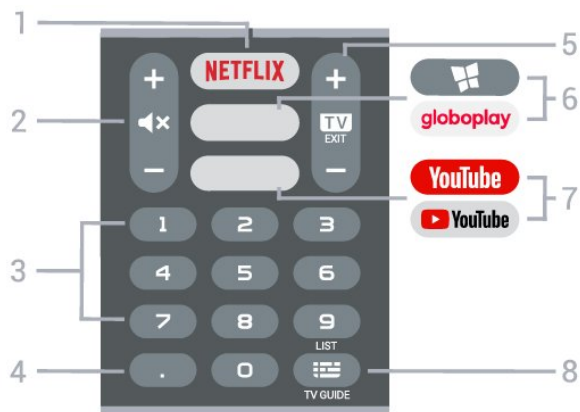 1
NETFLIX
+ +
5
2
TV
EXIT
6
globoplay
- -
YouTube
7
YouTube
1 2 3
3
4 5 6
7 8 9
LIST
4
. 0
8
TV GUIDE